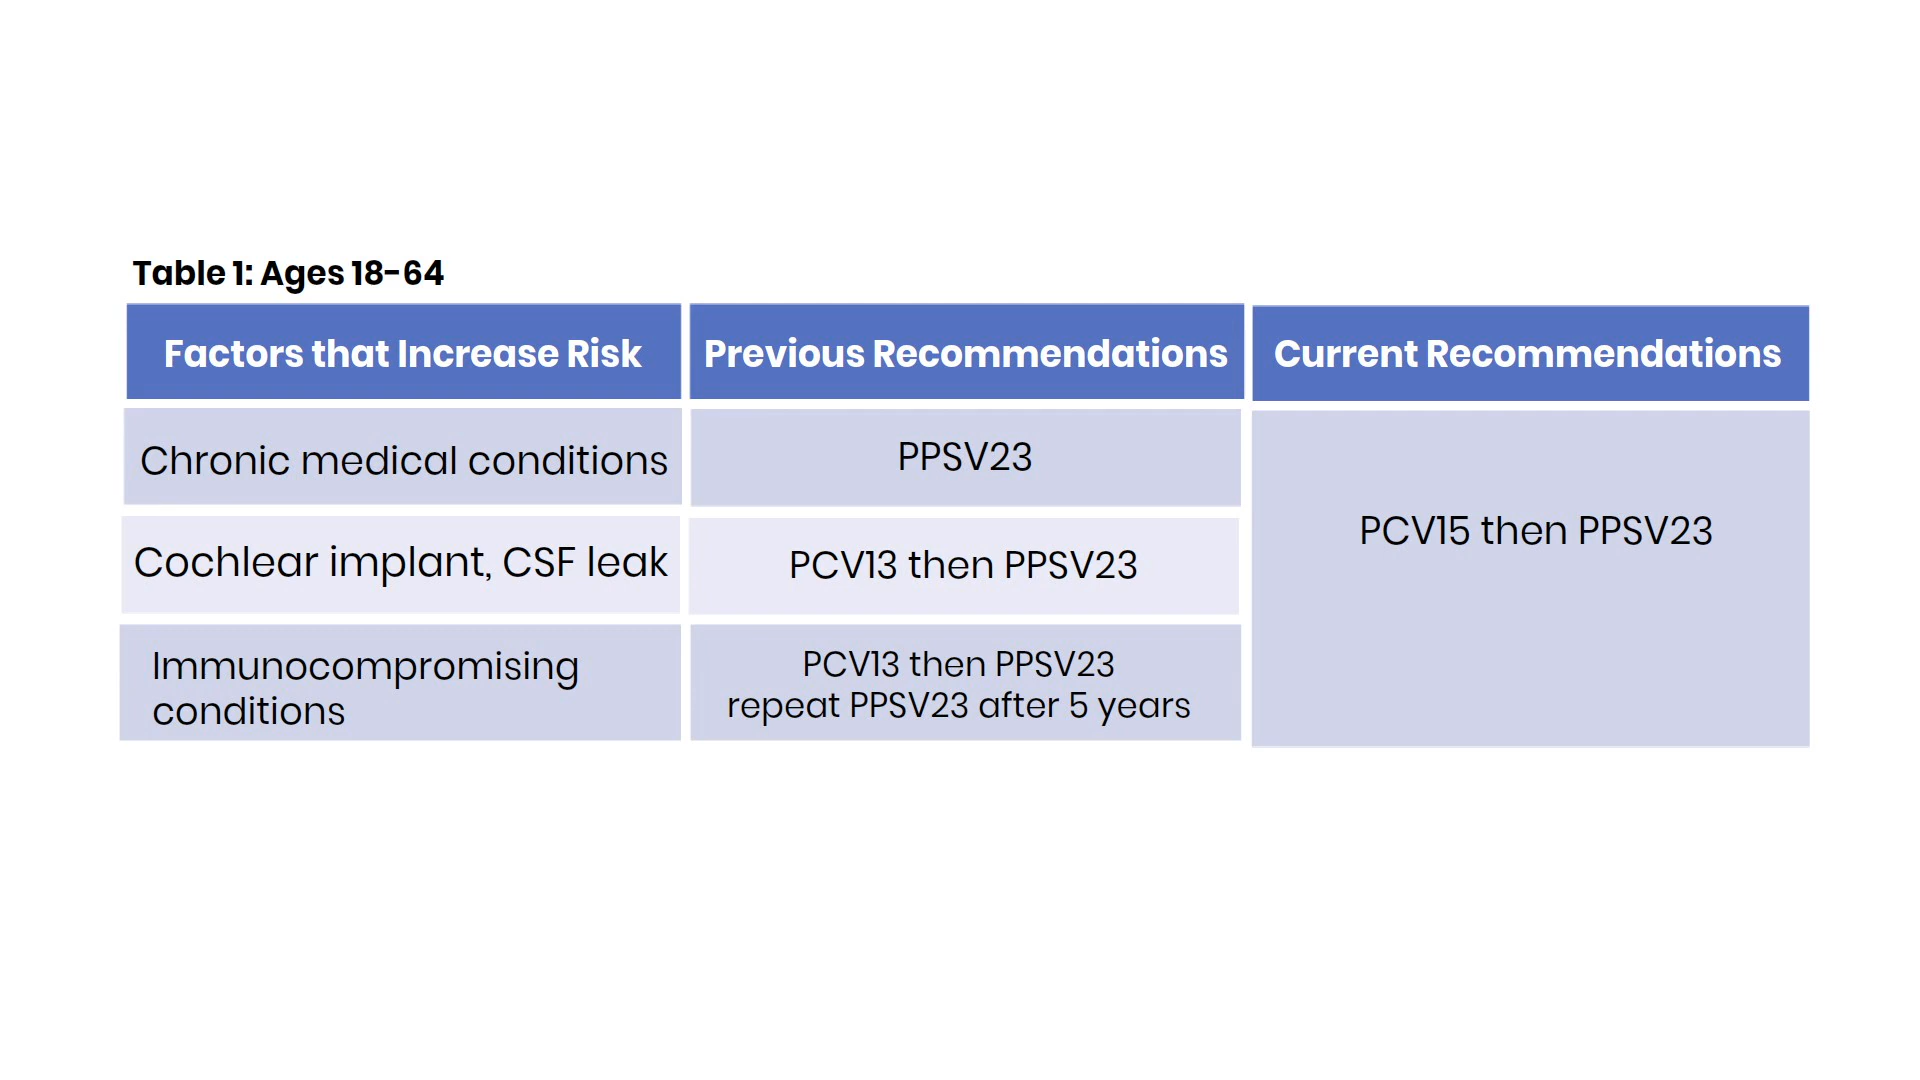 Table 1: Ages 18-64
Factors that Increase Risk
Previous Recommendations
Current Recommendations
Chronic medical conditions
PPSV23
PCV15 then PPSV23
Cochlear implant, CSF leak
PCV13 then PPSV23
Immunocompromising
conditions
PCV13 then PPSV23
repeat PPSV23 after 5 years